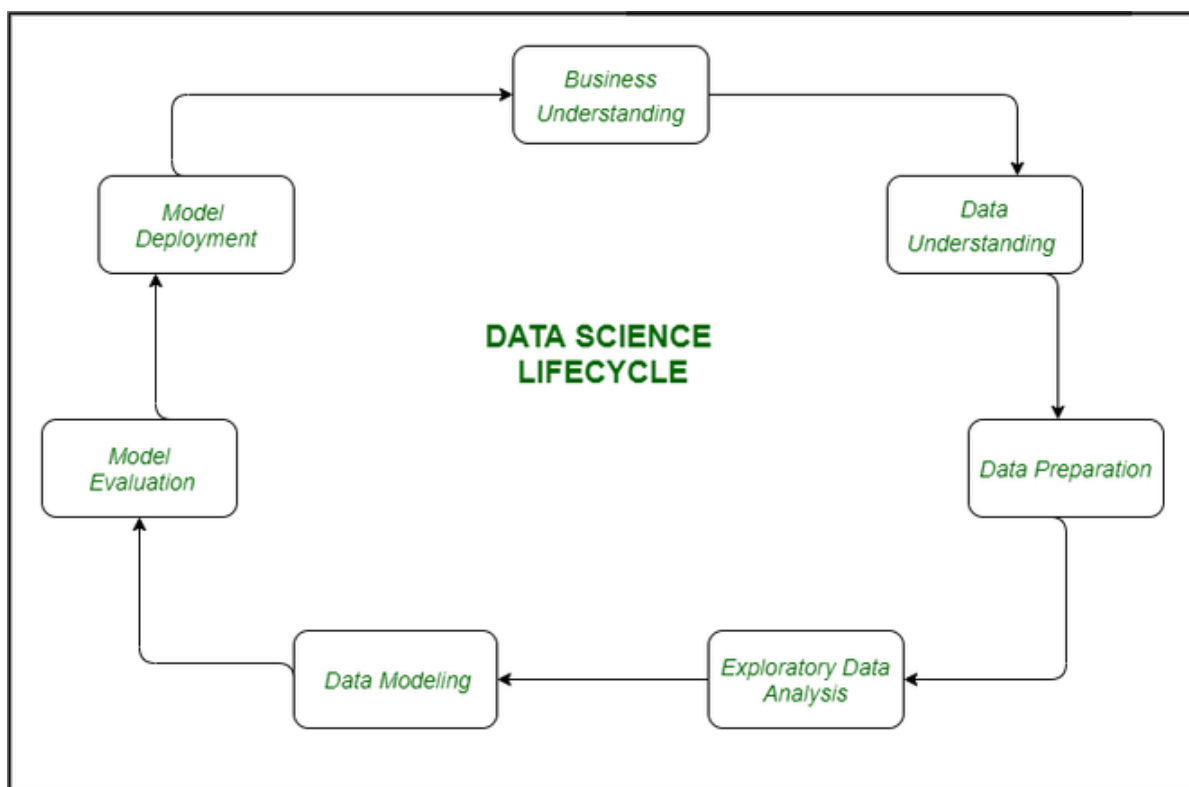 Business
Understanding
Data
Understanding
Data Preparation
Exploratory Data
Analysis
Data Modeling
Model
Evaluation
Model
Deployment
DATA SCIENCE
LIFECYCLE